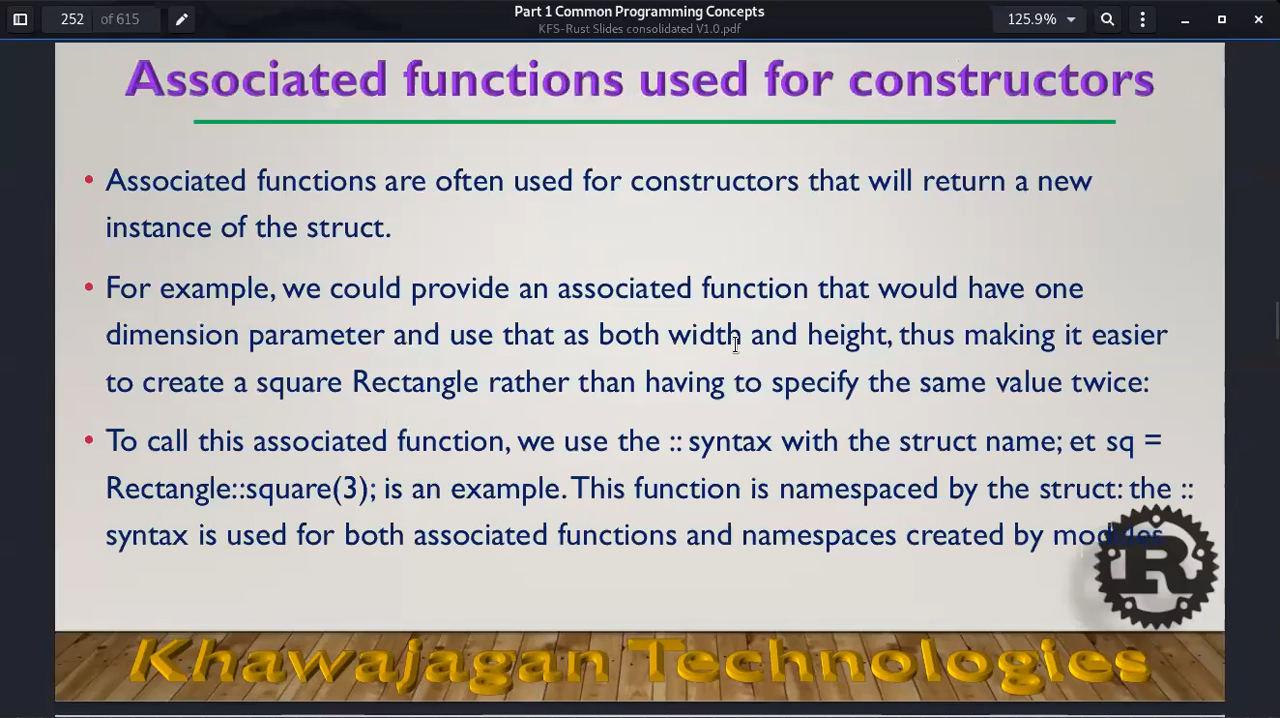 252 of 615
Part 1 Common Programming Concepts
KFS-Rust Slides consolidated V1.0.pdf
125.9%
Associated functions used for constructors
• Associated functions are often used for constructors that will return a new
instance of the struct.
• For example, we could provide an associated function that would have one
dimension parameter and use that as both width and height, thus making it easier
to create a square Rectangle rather than having to specify the same value twice:
• To call this associated function, we use the :: syntax with the struct name; et sq =
Rectangle::square(3); is an example. This function is namespaced by the struct: the ::
syntax is used for both associated functions and namespaces created by modules
R
Khawajagan Technologies